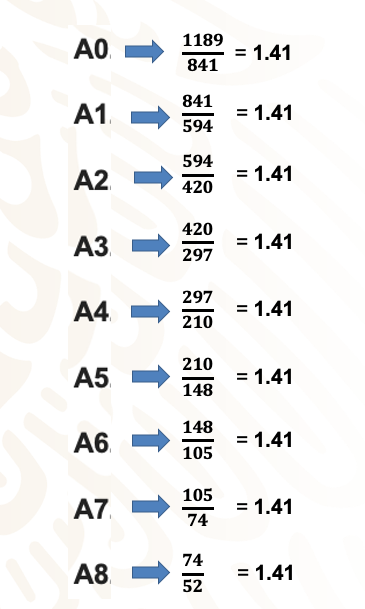 A0. 1189/841 = 1.41
A1. 841/594 = 1.41
A2. 594/420 = 1.41
A3. 420/297 = 1.41
A4. 297/210 = 1.41
A5. 210/148 = 1.41
A6. 148/105 = 1.41
A7. 105/74 = 1.41
A8. 74/52 = 1.41